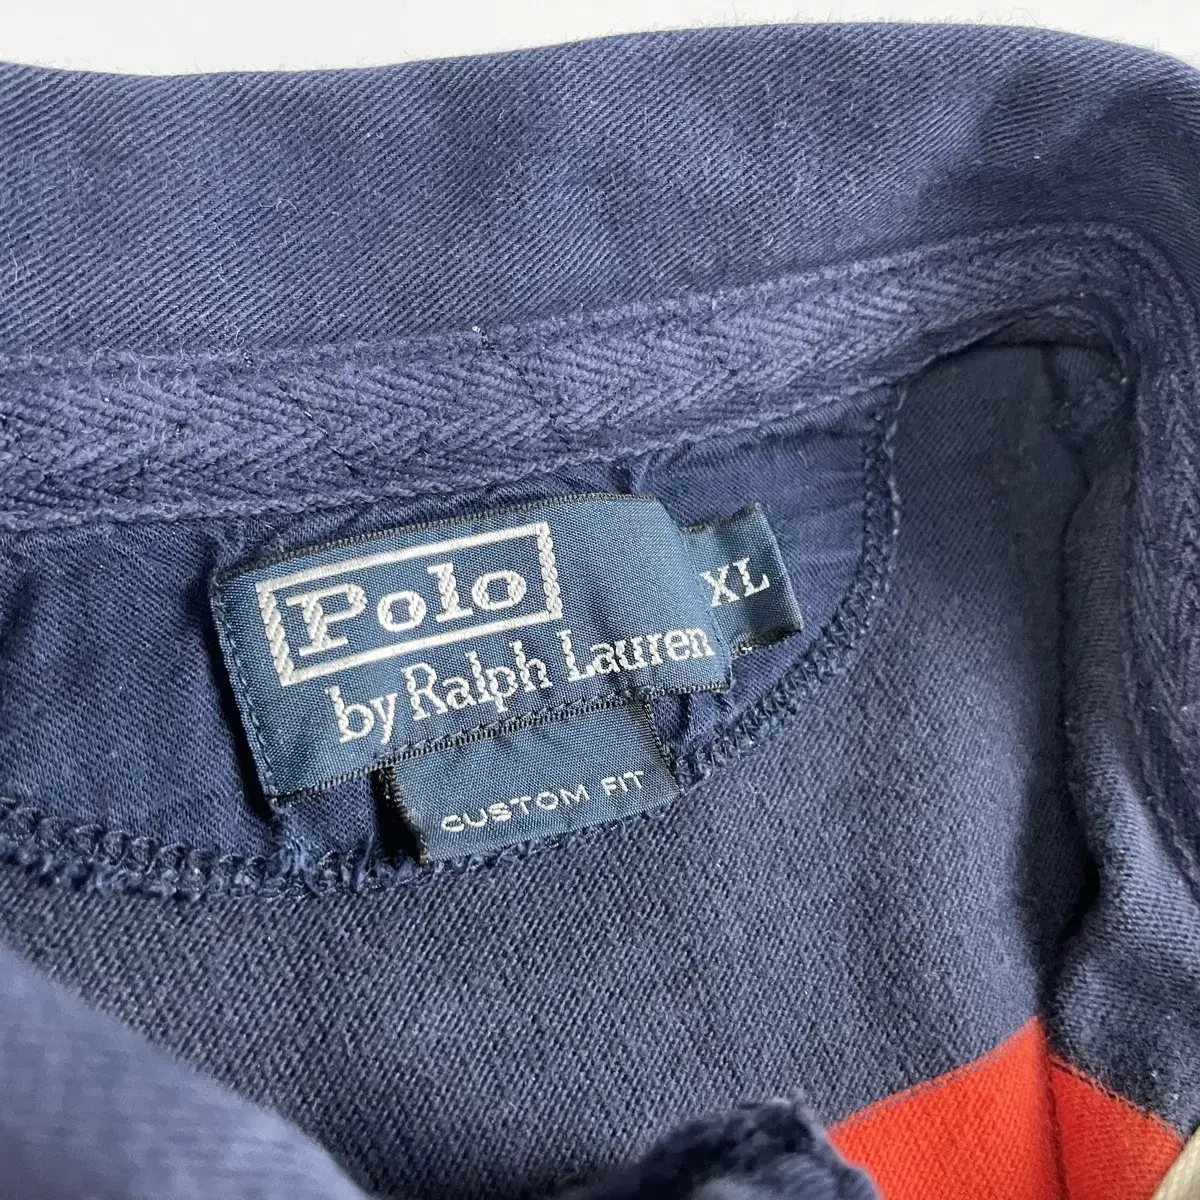 Polo
by Ralph Lauren
XL
CUSTOM FIT